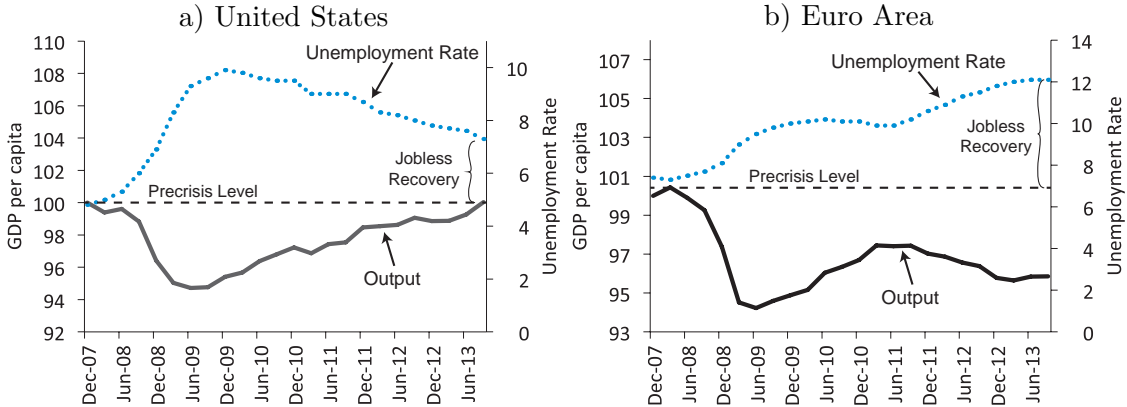 a) United States
GDP per capita
110
108
106
104
102
100
98
96
94
92
Unemployment Rate
Jobless
Recovery
Precrisis Level
Output
10
8
6
4
2
0
Unemployment Rate
Dec-07
Jun-08
Dec-08
Jun-09
Dec-09
Jun-10
Dec-10
Jun-11
Dec-11
Jun-12
Dec-12
Jun-13
b) Euro Area
GDP per capita
107
105
103
101
99
97
95
93
Unemployment Rate
Jobless
Recovery
Precrisis Level
Output
14
12
10
8
6
4
2
0
Unemployment Rate
Dec-07
Jun-08
Dec-08
Jun-09
Dec-09
Jun-10
Dec-10
Jun-11
Dec-11
Jun-12
Dec-12
Jun-13